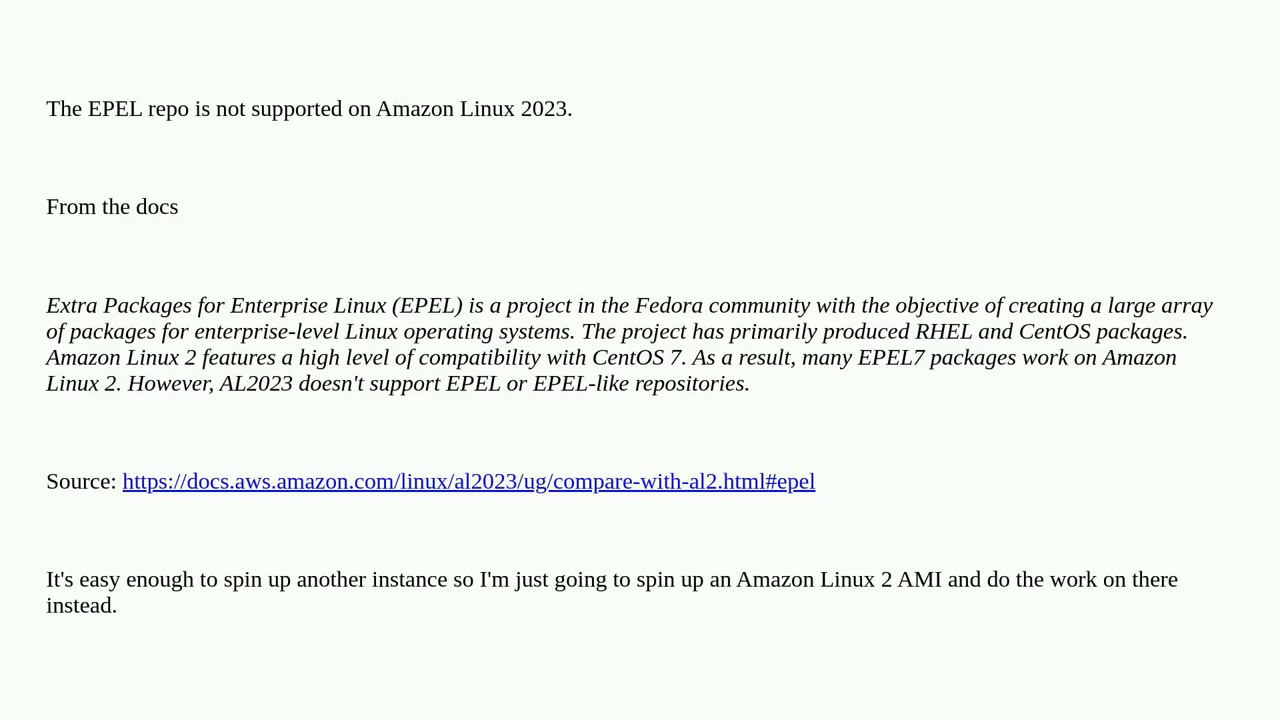 The EPEL repo is not supported on Amazon Linux 2023.
From the docs
Extra Packages for Enterprise Linux (EPEL) is a project in the Fedora community with the objective of creating a large array
of packages for enterprise-level Linux operating systems. The project has primarily produced RHEL and CentOS packages.
Amazon Linux 2 features a high level of compatibility with CentOS 7. As a result, many EPEL7 packages work on Amazon
Linux 2. However, AL2023 doesn't support EPEL or EPEL-like repositories.
Source: https://docs.aws.amazon.com/linux/al2023/ug/compare-with-al2.html#epel
It's easy enough to spin up another instance so I'm just going to spin up an Amazon Linux 2 AMI and do the work on there
instead.